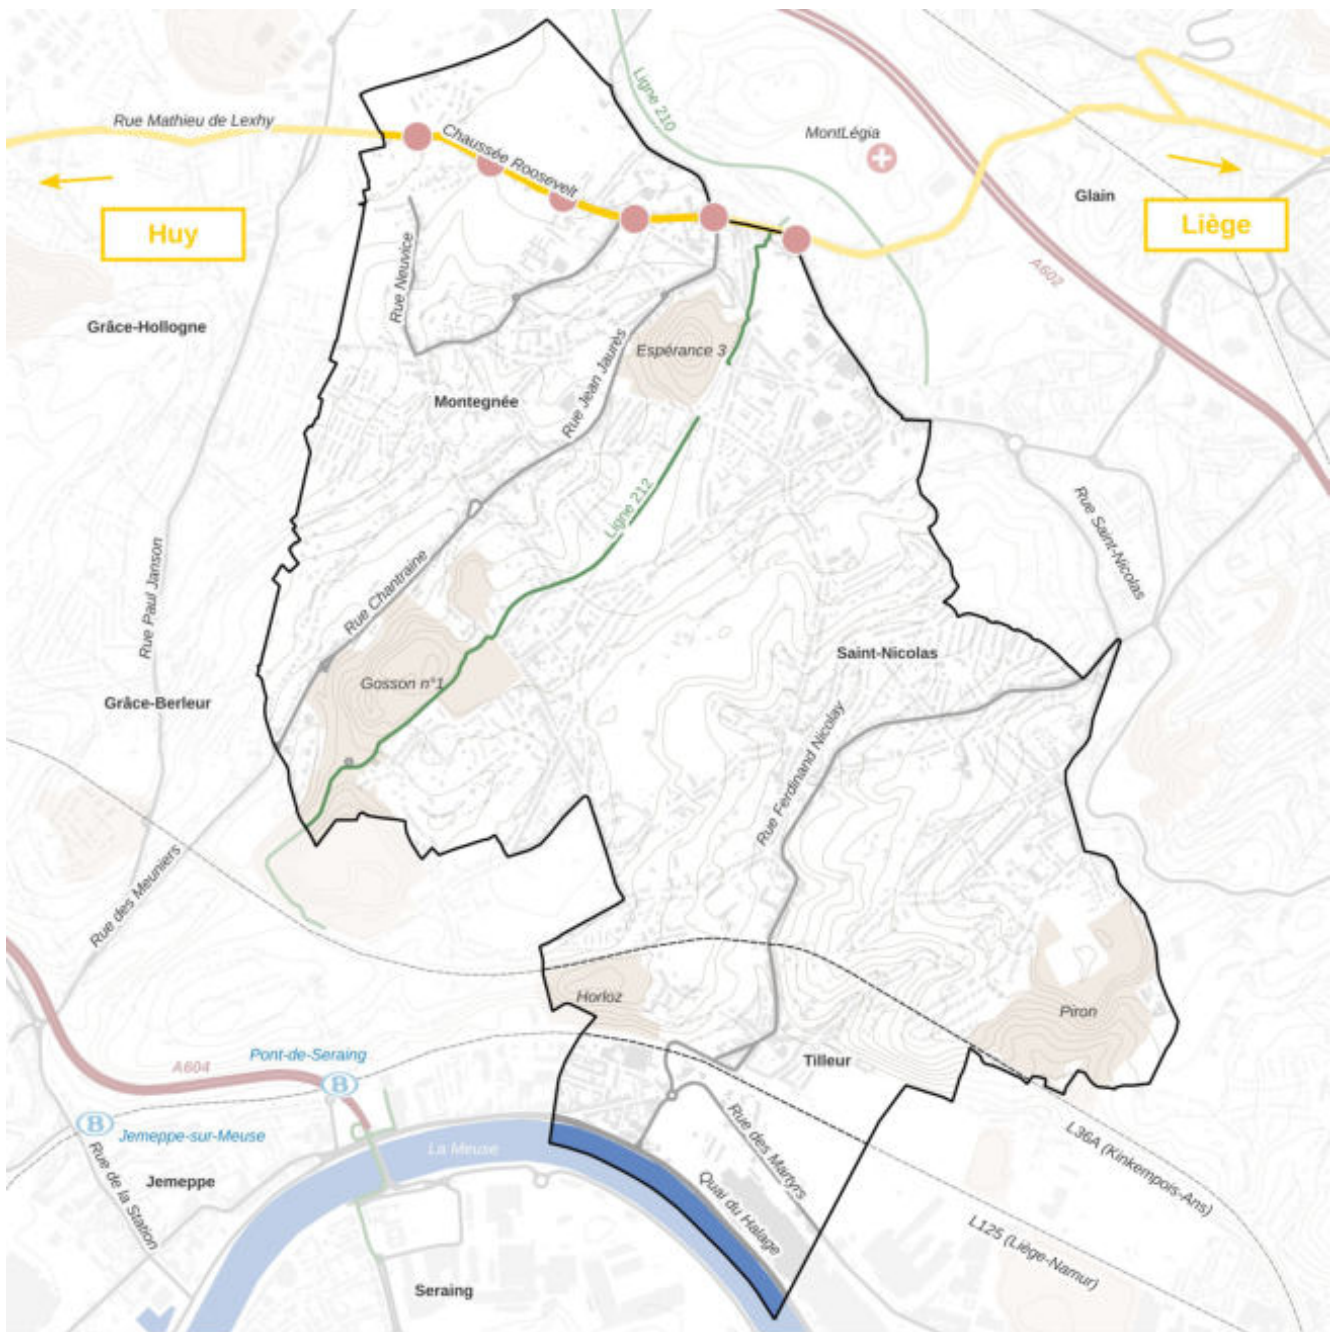 Ligne 210
Rue Mathieu de Lexhy
Chaussée Roosevelt
MontLégia
Glain
Huy
Liège
A602
Rue Neuvice
Grâce-Hollogne
Espérance 3
Rue Jean Jaurès
Montegnée
Ligne 212
Rue Saint-Nicolas
Rue Paul Janson
Rue Chantraine
Saint-Nicolas
Gosson n°1
Grâce-Berleur
Rue Ferdinand Nicolay
Rue des Meuniers
Horloz
Piron
Pont-de-Seraing
A604
B
Tilleur
B
Jemeppe-sur-Meuse
La Meuse
Rue des Martyrs
L36A (Kinkempois-Ans)
Jemeppe
Rue de la Station
Quai du Halage
L125 (Liège-Namur)
Seraing